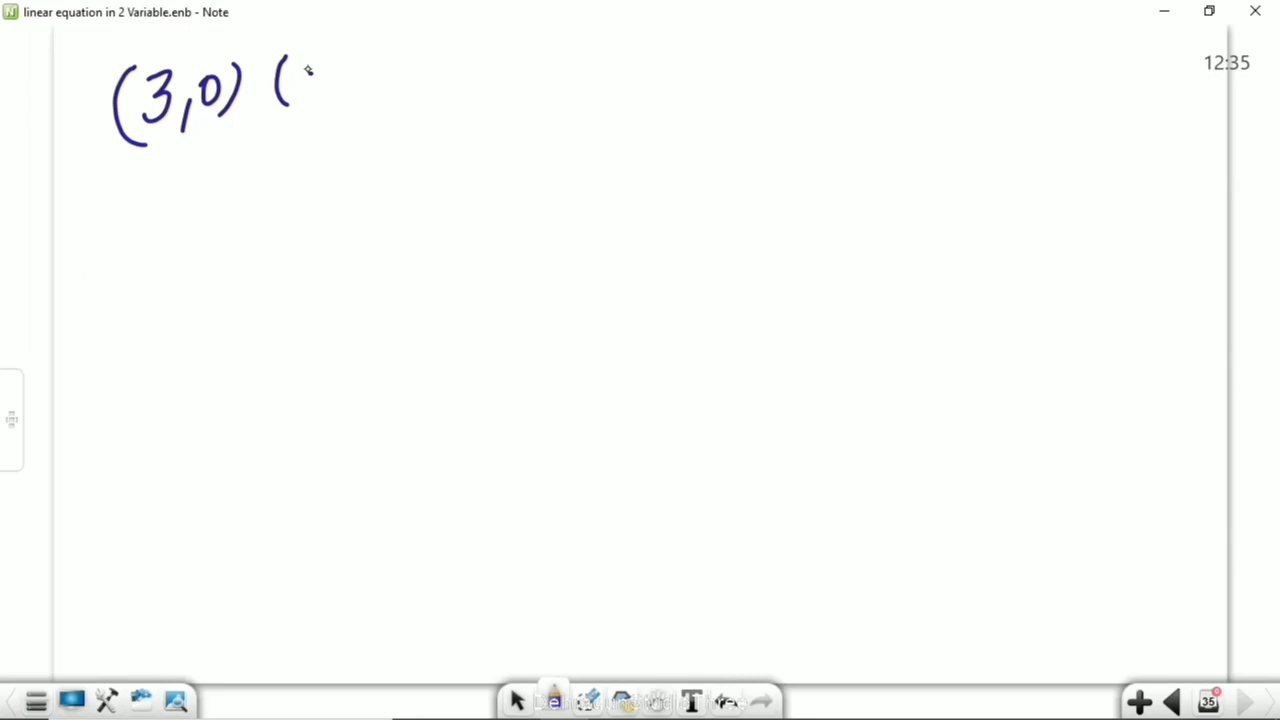 linear equation in 2 Variable.enb - Note
12:35
(3,0) (
35